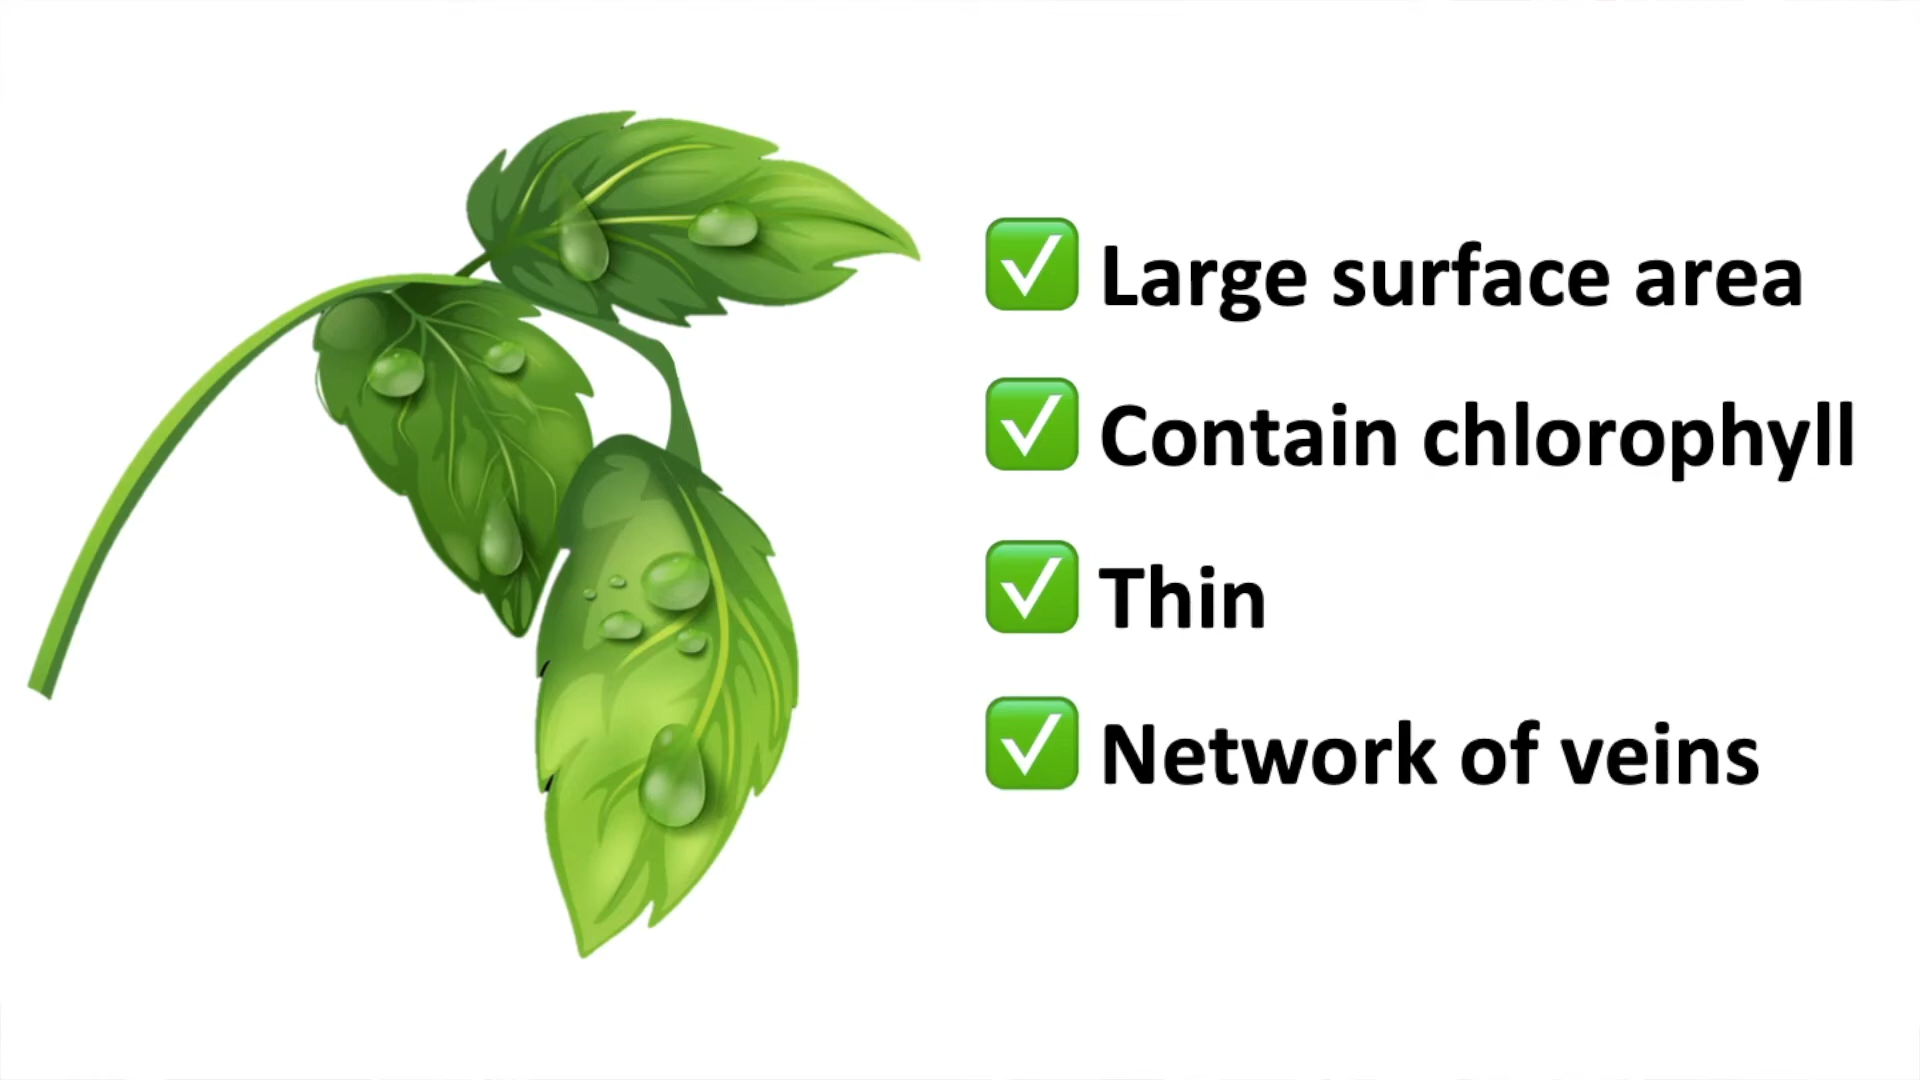 ✅ Large surface area
✅ Contain chlorophyll
✅ Thin
✅ Network of veins